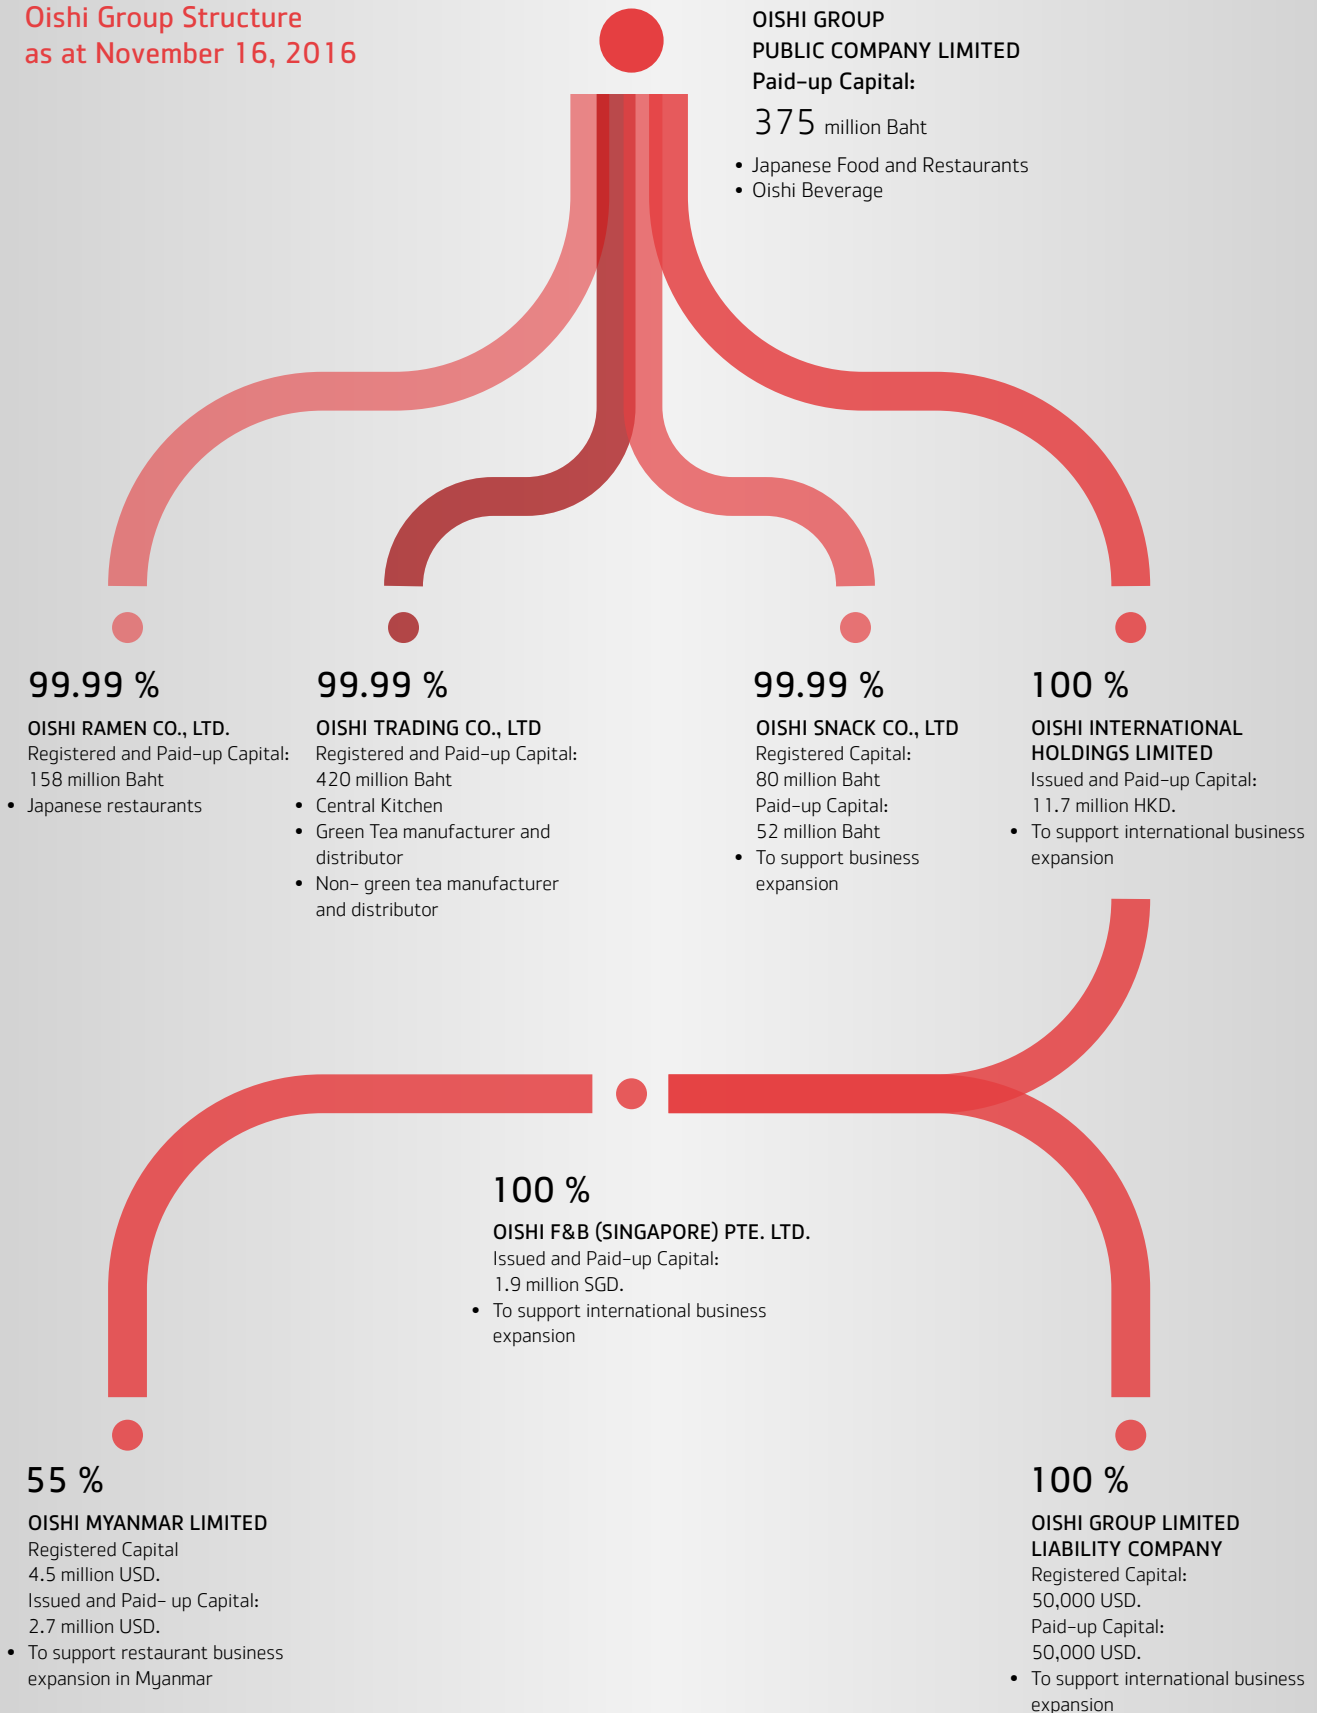 Oishi Group Structure
as at November 16, 2016
OISHI GROUP
PUBLIC COMPANY LIMITED
Paid-up Capital:
375 million Baht
• Japanese Food and Restaurants
• Oishi Beverage
99.99 %
OISHI RAMEN CO., LTD.
Registered and Paid-up Capital:
158 million Baht
• Japanese restaurants
99.99 %
OISHI TRADING CO., LTD
Registered and Paid-up Capital:
420 million Baht
• Central Kitchen
• Green Tea manufacturer and
distributor
• Non- green tea manufacturer
and distributor
99.99 %
OISHI SNACK CO., LTD
Registered Capital:
80 million Baht
Paid-up Capital:
52 million Baht
• To support business
expansion
100 %
OISHI INTERNATIONAL
HOLDINGS LIMITED
Issued and Paid-up Capital:
11.7 million HKD.
• To support international business
expansion
100 %
OISHI F&B (SINGAPORE) PTE. LTD.
Issued and Paid-up Capital:
1.9 million SGD.
• To support international business
expansion
55 %
OISHI MYANMAR LIMITED
Registered Capital
4.5 million USD.
Issued and Paid- up Capital:
2.7 million USD.
• To support restaurant business
expansion in Myanmar
100 %
OISHI GROUP LIMITED
LIABILITY COMPANY
Registered Capital:
50,000 USD.
Paid-up Capital:
50,000 USD.
• To support international business
expansion